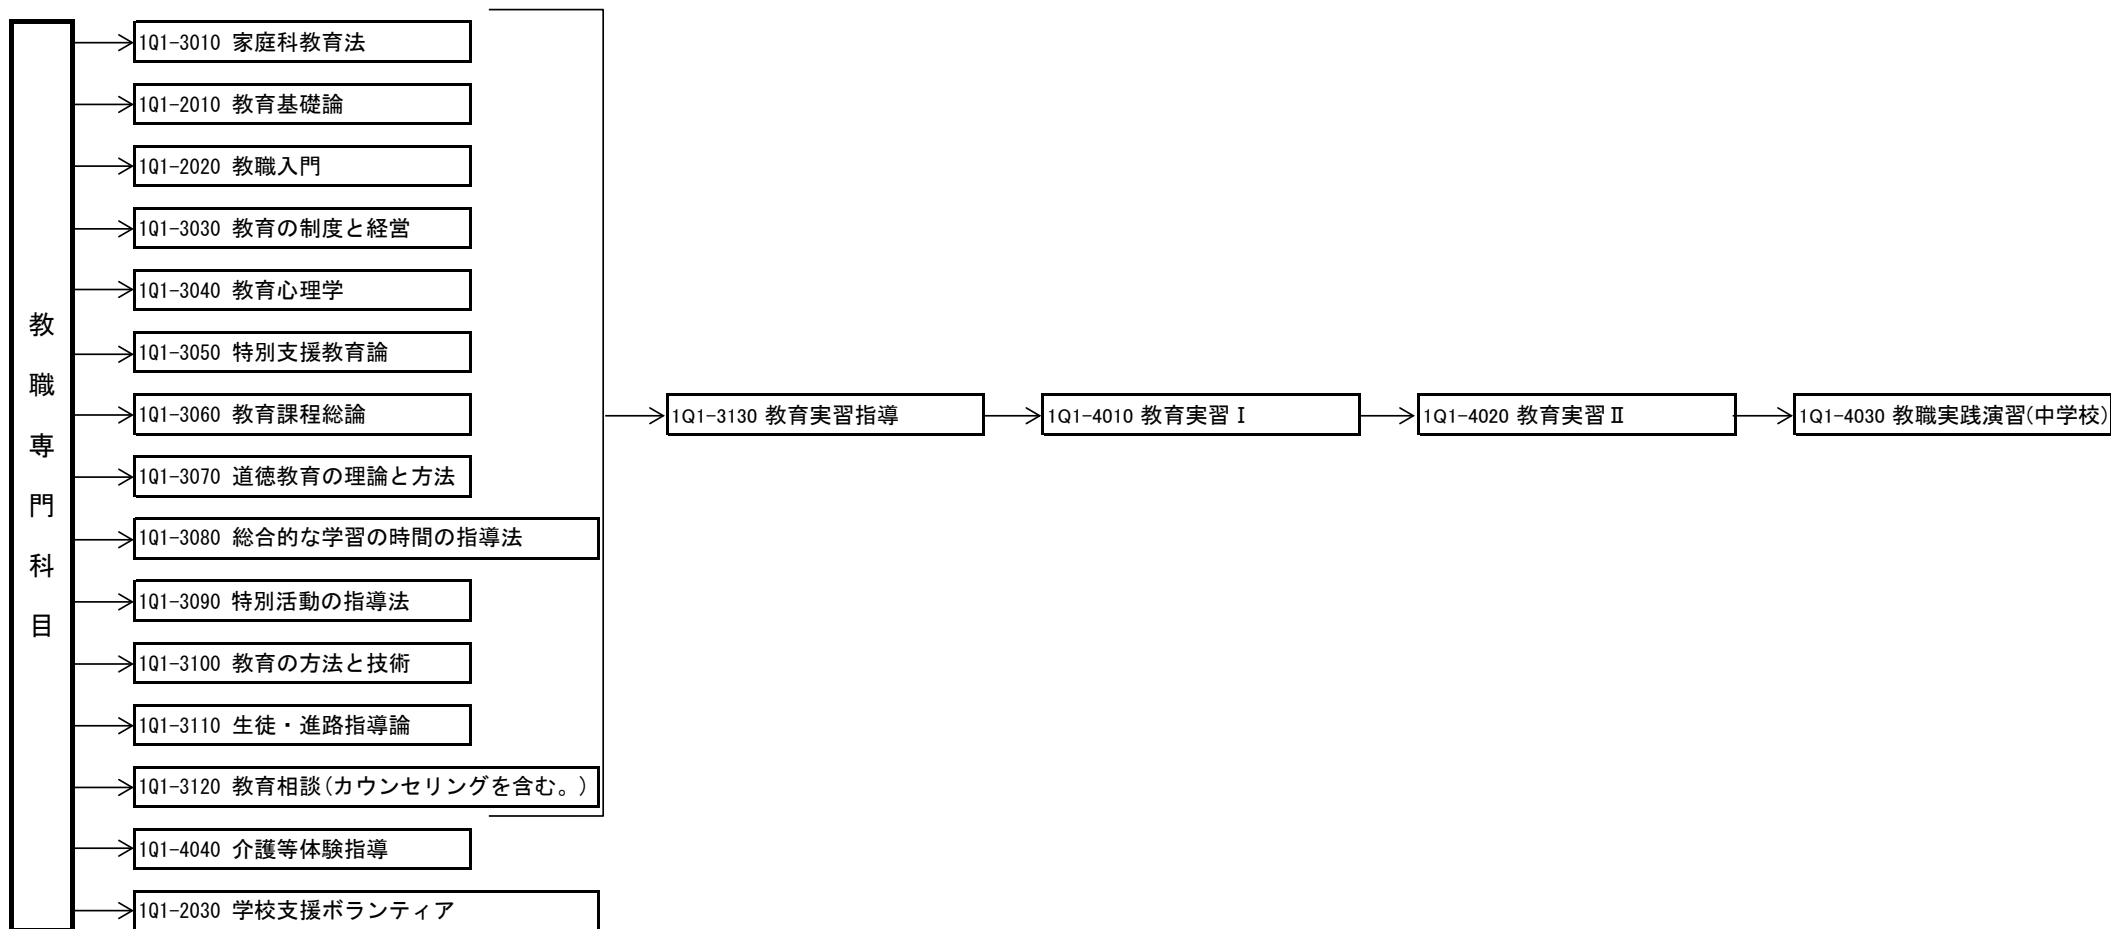 教職専門科目
1Q1-3010 家庭科教育法
1Q1-2010 教育基礎論
1Q1-2020 教職入門
1Q1-3030 教育の制度と経営
1Q1-3040 教育心理学
1Q1-3050 特別支援教育論
1Q1-3060 教育課程総論
1Q1-3070 道徳教育の理論と方法
1Q1-3080 総合的な学習の時間の指導法
1Q1-3090 特別活動の指導法
1Q1-3100 教育の方法と技術
1Q1-3110 生徒・進路指導論
1Q1-3120 教育相談(カウンセリングを含む。)
1Q1-4040 介護等体験指導
1Q1-2030 学校支援ボランティア
1Q1-3130 教育実習指導
1Q1-4010 教育実習Ⅰ
1Q1-4020 教育実習Ⅱ
1Q1-4030 教職実践演習(中学校)